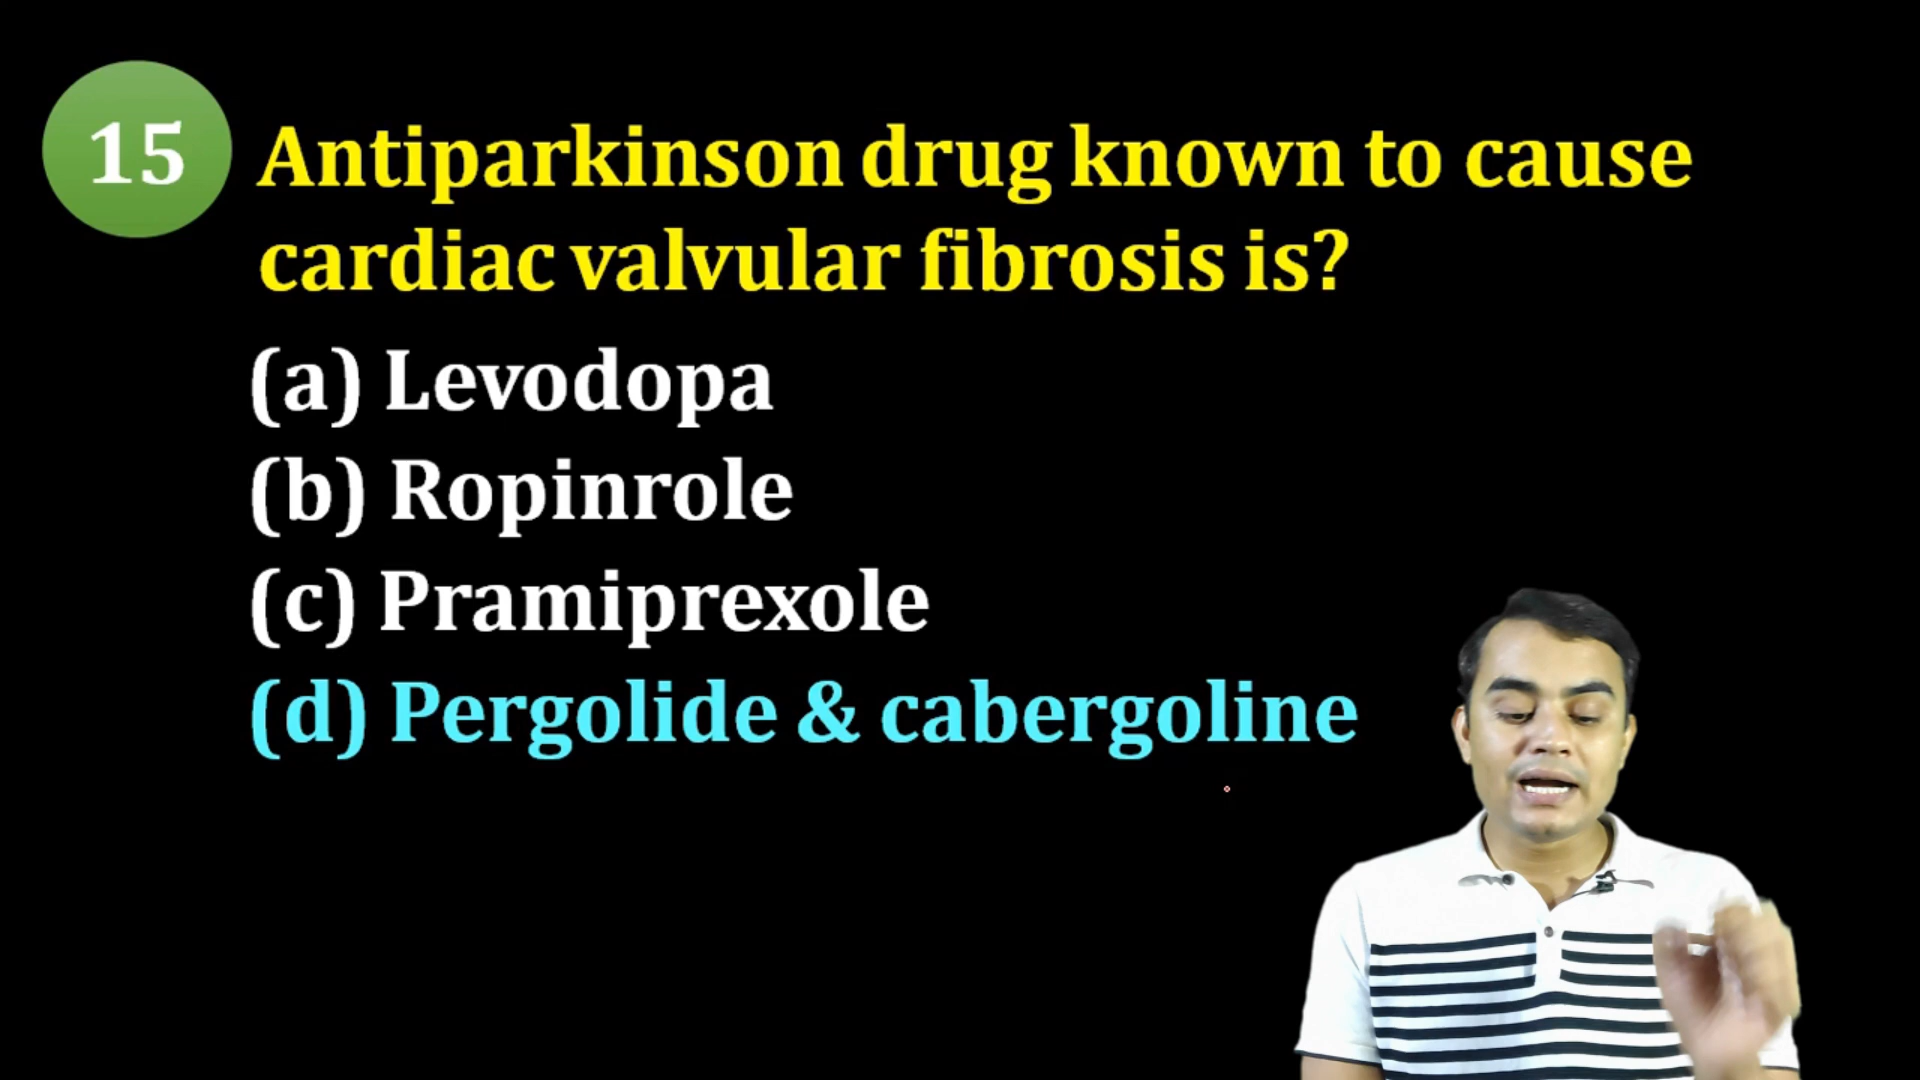 15
Antiparkinson drug known to cause
cardiac valvular fibrosis is?
(a) Levodopa
(b) Ropinrole
(c) Pramiprexole
(d) Pergolide & cabergoline